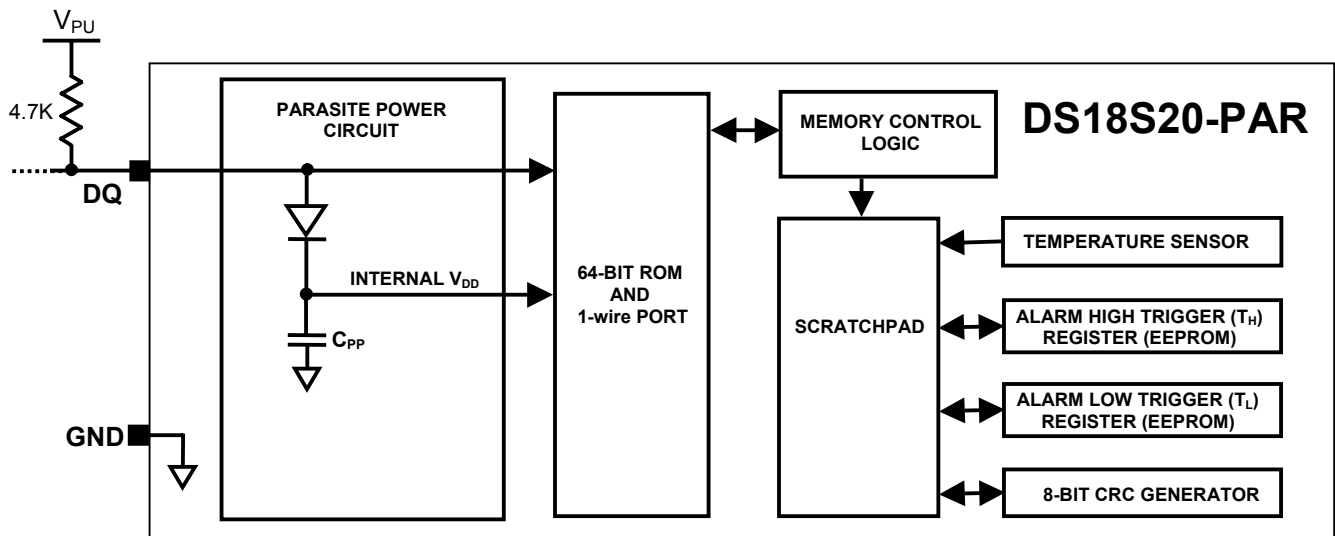 V_PU
4.7K
DQ
GND
PARASITE POWER
CIRCUIT
INTERNAL V_DD
C_PP
64-BIT ROM
AND
1-wire PORT
MEMORY CONTROL
LOGIC
DS18S20-PAR
SCRATCHPAD
TEMPERATURE SENSOR
ALARM HIGH TRIGGER (T_H)
REGISTER (EEPROM)
ALARM LOW TRIGGER (T_L)
REGISTER (EEPROM)
8-BIT CRC GENERATOR